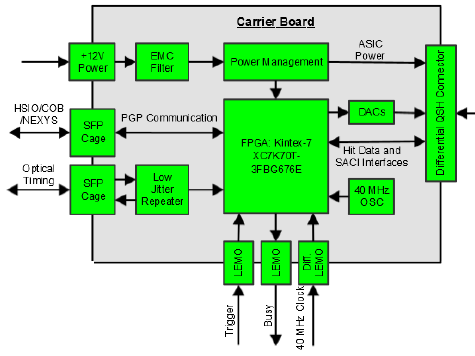 Carrier Board
+12V
Power
EMC
Filter
Power Management
ASIC
Power
Differential QSH Connector
HSIO/COB
/NEXYS
SFP
Cage
PGP Communication
FPGA: Kintex-7
XC7K70T-
3FBG676E
DACs
Hit Data and
SACI Interfaces
Optical
Timing
SFP
Cage
Low
Jitter
Repeater
40 MHz
OSC
LEMO
LEMO
Diff.
LEMO
Trigger
Busy
40 MHz Clock